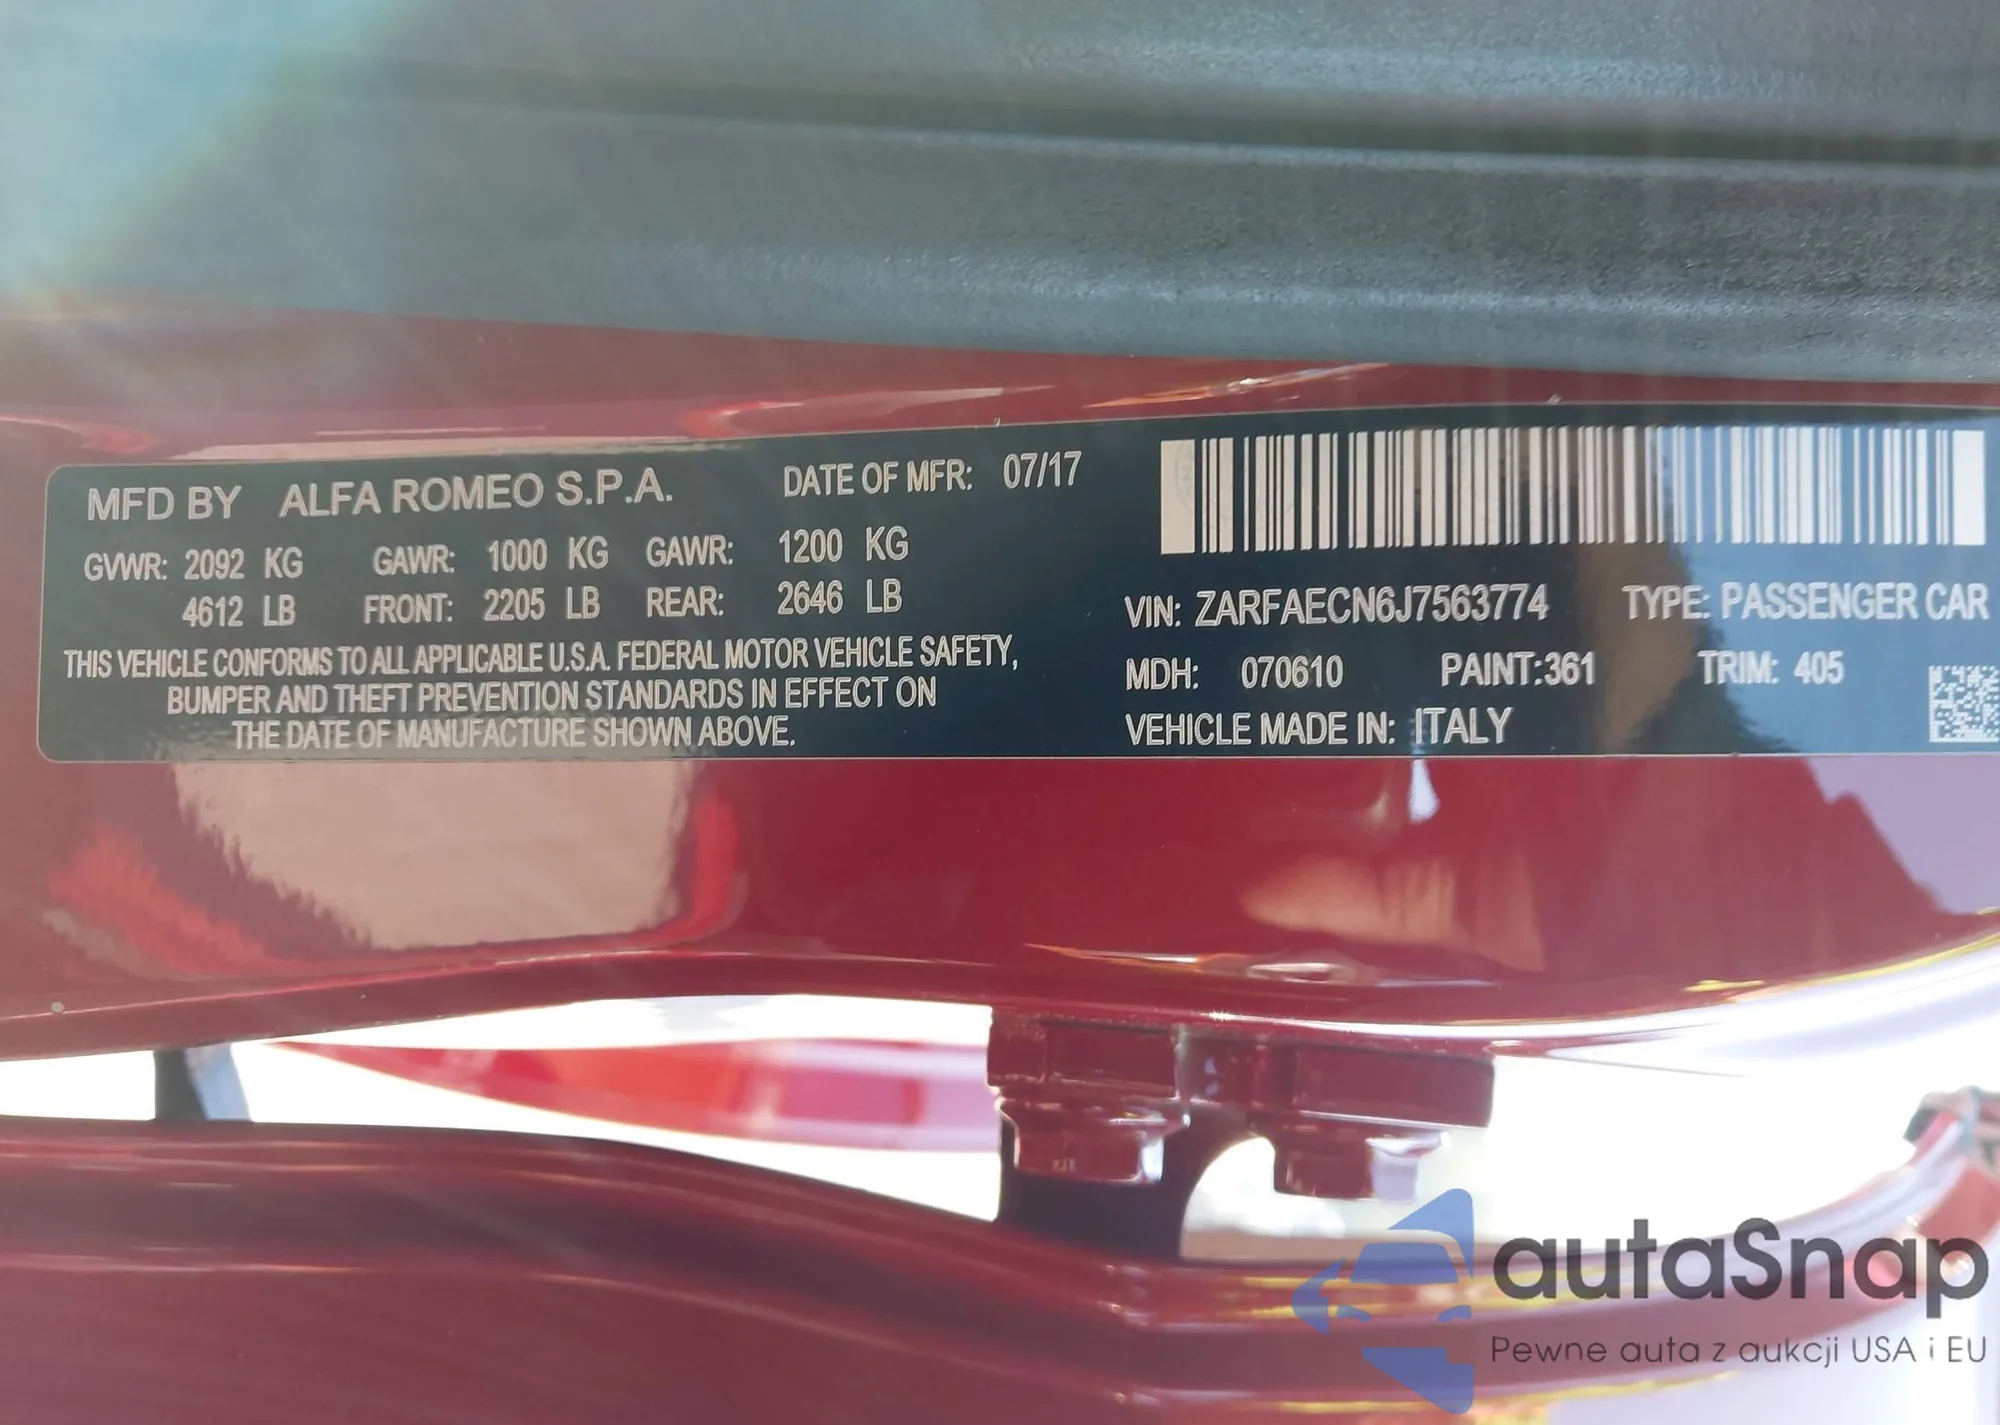 MFD BY ALFA ROMEO S.P.A. DATE OF MFR: 07/17
GVWR: 2092 KG GAWR: 1000 KG GAWR: 1200 KG
4612 LB FRONT: 2205 LB REAR: 2646 LB
THIS VEHICLE CONFORMS TO ALL APPLICABLE U.S.A. FEDERAL MOTOR VEHICLE SAFETY,
BUMPER AND THEFT PREVENTION STANDARDS IN EFFECT ON
THE DATE OF MANUFACTURE SHOWN ABOVE.
VIN: ZARFAECN6J7563774 TYPE: PASSENGER CAR
MDH: 070610 PAINT:361 TRIM: 405
VEHICLE MADE IN: ITALY
autaSnap
Pewne auta z aukcji USA i EU